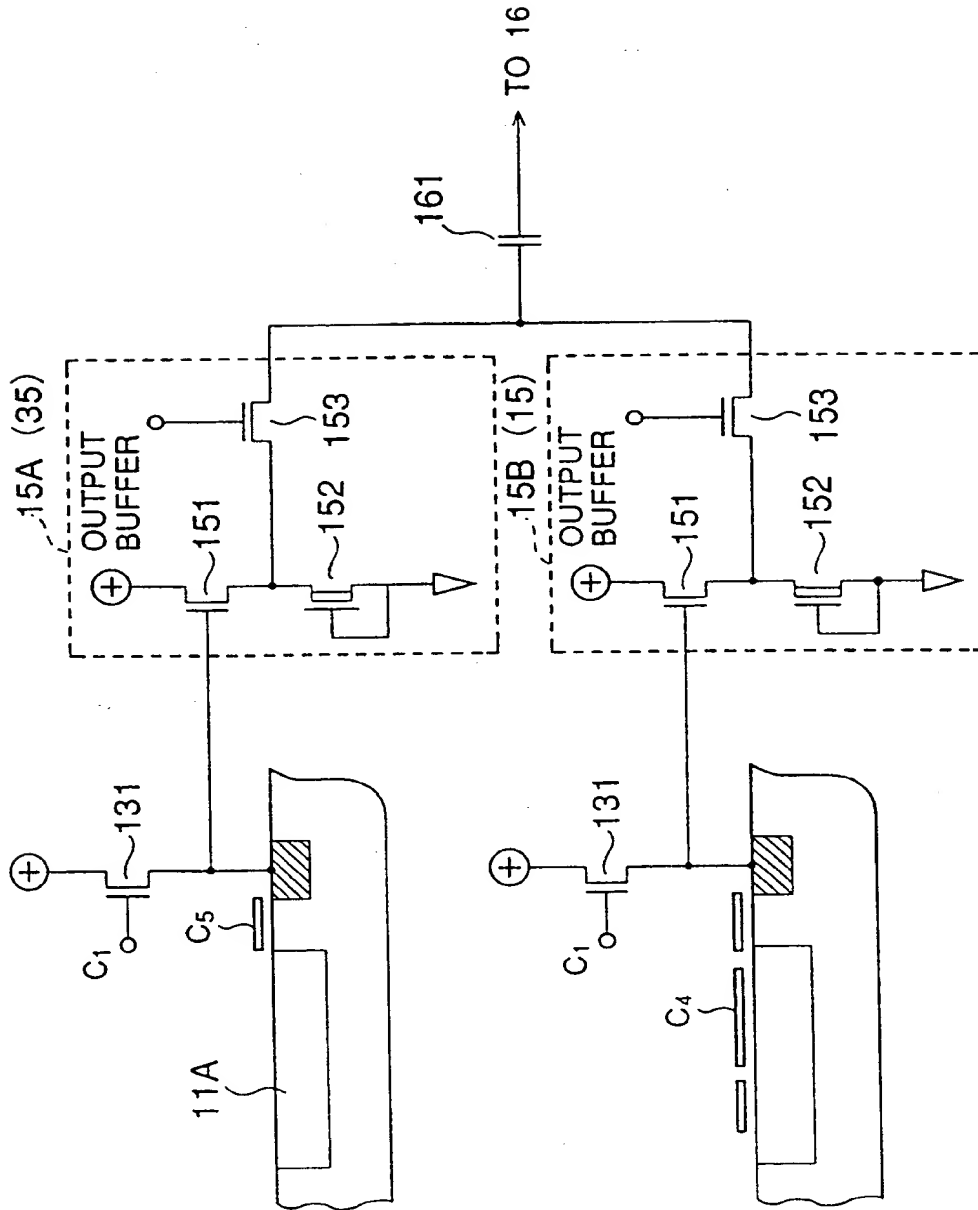 15A (35)
OUTPUT
BUFFER
151
152
153
131
C1
C5
11A
161
TO 16
15B (15)
OUTPUT
BUFFER
151
152
153
131
C1
C4